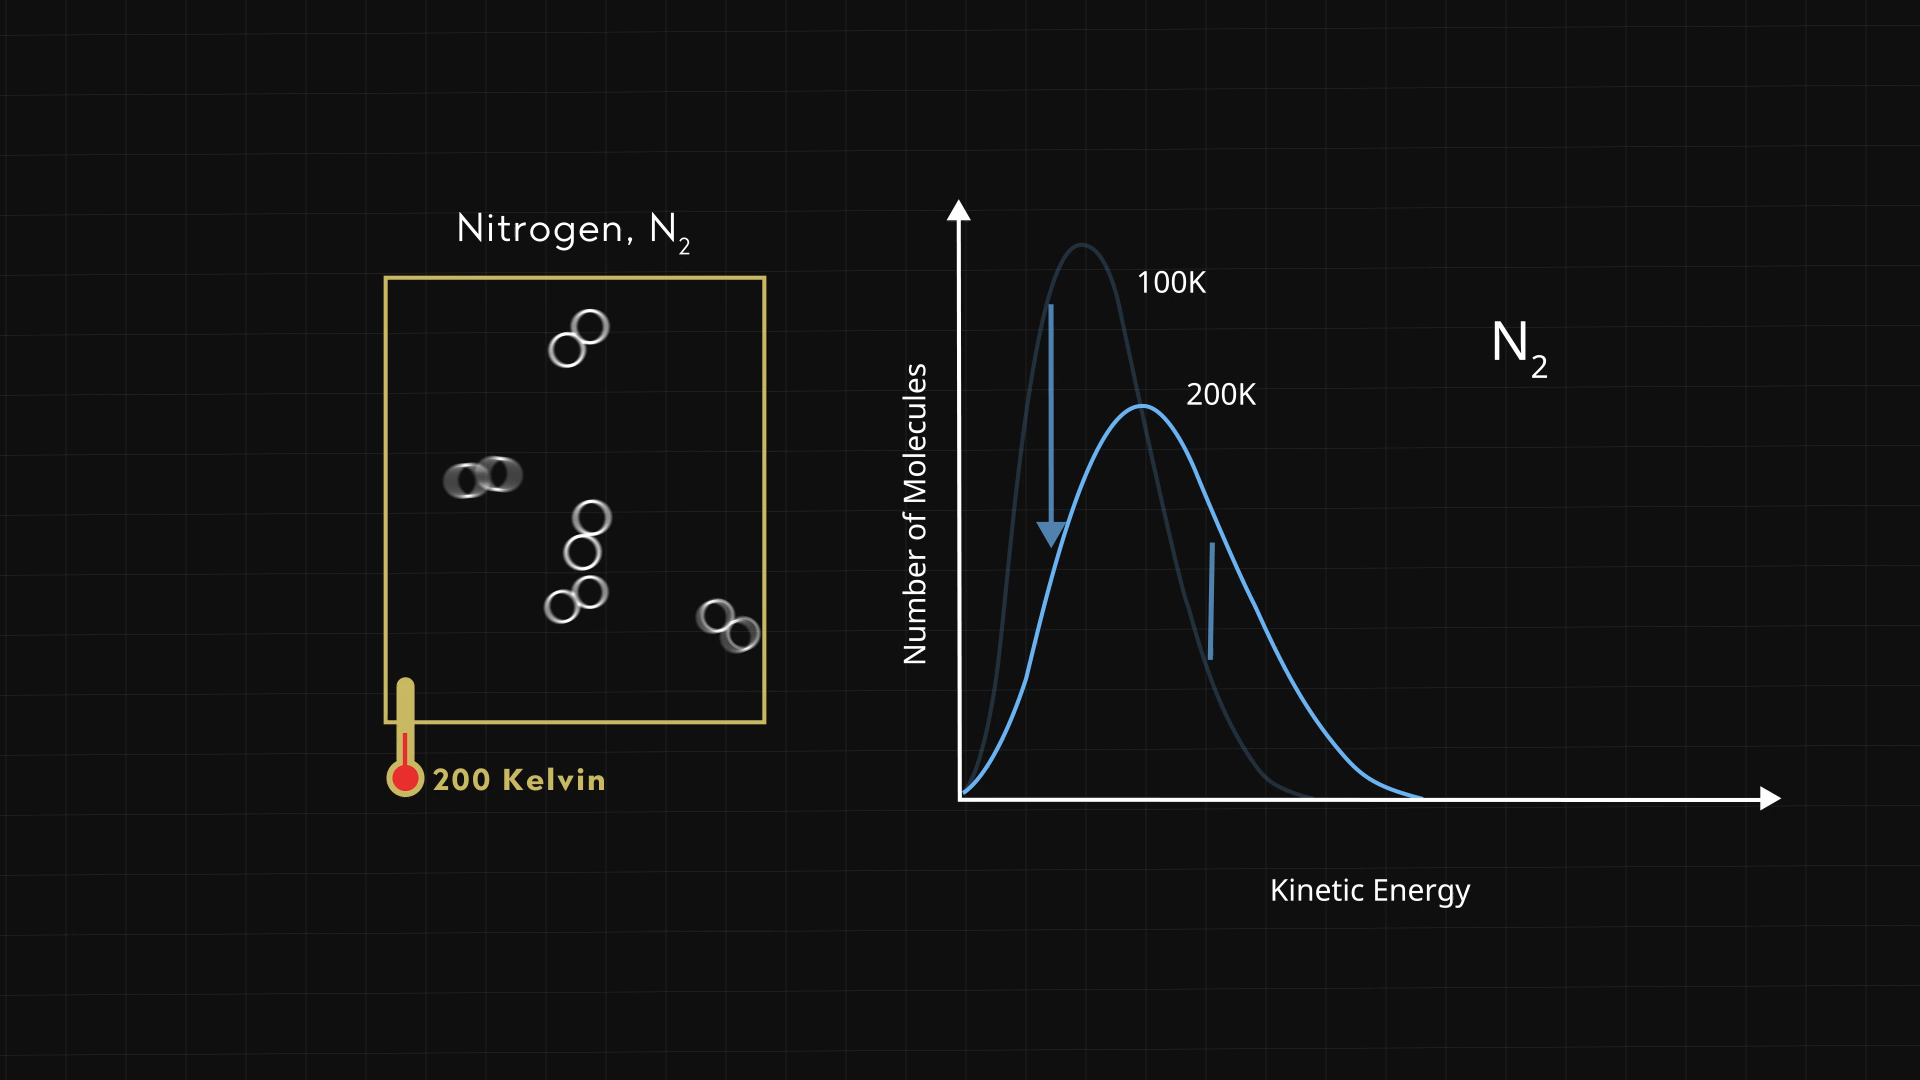 Nitrogen, N₂
200 Kelvin
Number of Molecules
100K
200K
N₂
Kinetic Energy